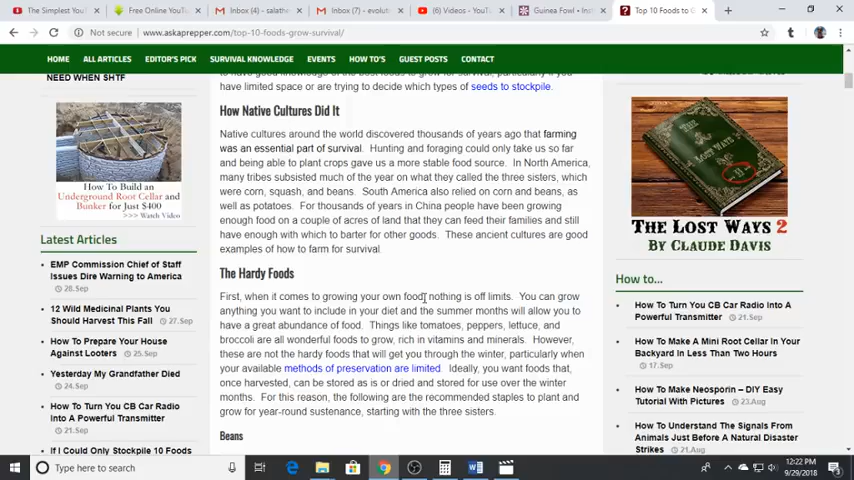 The Simplest You
Free Online YouTu
Inbox (4) - salathe
Inbox (7) - evolut
(6) Videos - YouTu
Guinea Fowl • Ins
Top 10 Foods to G
Not secure | www.askaprepper.com/top-10-foods-grow-survival/
HOME ALL ARTICLES EDITOR'S PICK SURVIVAL KNOWLEDGE EVENTS HOW TO'S GUEST POSTS CONTACT
NEED WHEN SHTF
How To Build an
Underground Root Cellar and
Bunker for Just $400
>>> Watch Video
Latest Articles
EMP Commission Chief of Staff
Issues Dire Warning to America
28.Sep
12 Wild Medicinal Plants You
Should Harvest This Fall
27.Sep
How To Prepare Your House
Against Looters
25.Sep
Yesterday My Grandfather Died
24.Sep
How To Turn You CB Car Radio
Into A Powerful Transmitter
21.Sep
If I Could Only Stockpile 10 Foods
to have good knowledge of the best foods to grow for survival, particularly if you
have limited space or are trying to decide which types of seeds to stockpile.
How Native Cultures Did It
Native cultures around the world discovered thousands of years ago that farming
was an essential part of survival. Hunting and foraging could only take us so far
and being able to plant crops gave us a more stable food source. In North America,
many tribes subsisted much of the year on what they called the three sisters, which
were corn, squash, and beans. South America also relied on corn and beans, as
well as potatoes. For thousands of years in China people have been growing
enough food on a couple of acres of land that they can feed their families and still
have enough with which to barter for other goods. These ancient cultures are good
examples of how to farm for survival.
The Hardy Foods
First, when it comes to growing your own food, nothing is off limits. You can grow
anything you want to include in your diet and the summer months will allow you to
have a great abundance of food. Things like tomatoes, peppers, lettuce, and
broccoli are all wonderful foods to grow, rich in vitamins and minerals. However,
these are not the hardy foods that will get you through the winter, particularly when
your available methods of preservation are limited. Ideally, you want foods that,
once harvested, can be stored as is or dried and stored for use over the winter
months. For this reason, the following are the recommended staples to plant and
grow for year-round sustenance, starting with the three sisters.
Beans
THE
LOST WAYS
II
THE LOST WAYS 2
BY CLAUDE DAVIS
How to...
How To Turn You CB Car Radio Into A
Powerful Transmitter
21.Sep
How To Make A Mini Root Cellar In Your
Backyard In Less Than Two Hours
17.Sep
How To Make Neosporin – DIY Easy
Tutorial With Pictures
23.Aug
How To Understand The Signals From
Animals Just Before A Natural Disaster
Strikes
21.Aug
Type here to search
12:22 PM
9/29/2018